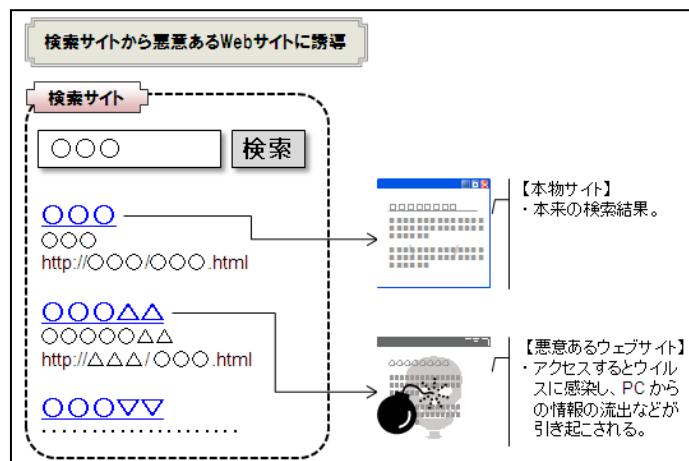 検索サイトから悪意あるWebサイトに誘導
検索サイト
○○○
検索
○○○
○○○
http://○○○/○○○.html
○○○△△
○○○○○△△
http://△△△/○○○.html
○○○▽▽
....................
□□□□□□□□
【本物サイト】
・本来の検索結果。
○○○○○○○○
【悪意あるウェブサイト】
・アクセスするとウイル
スに感染し、PCから
の情報の流出などが
引き起こされる。